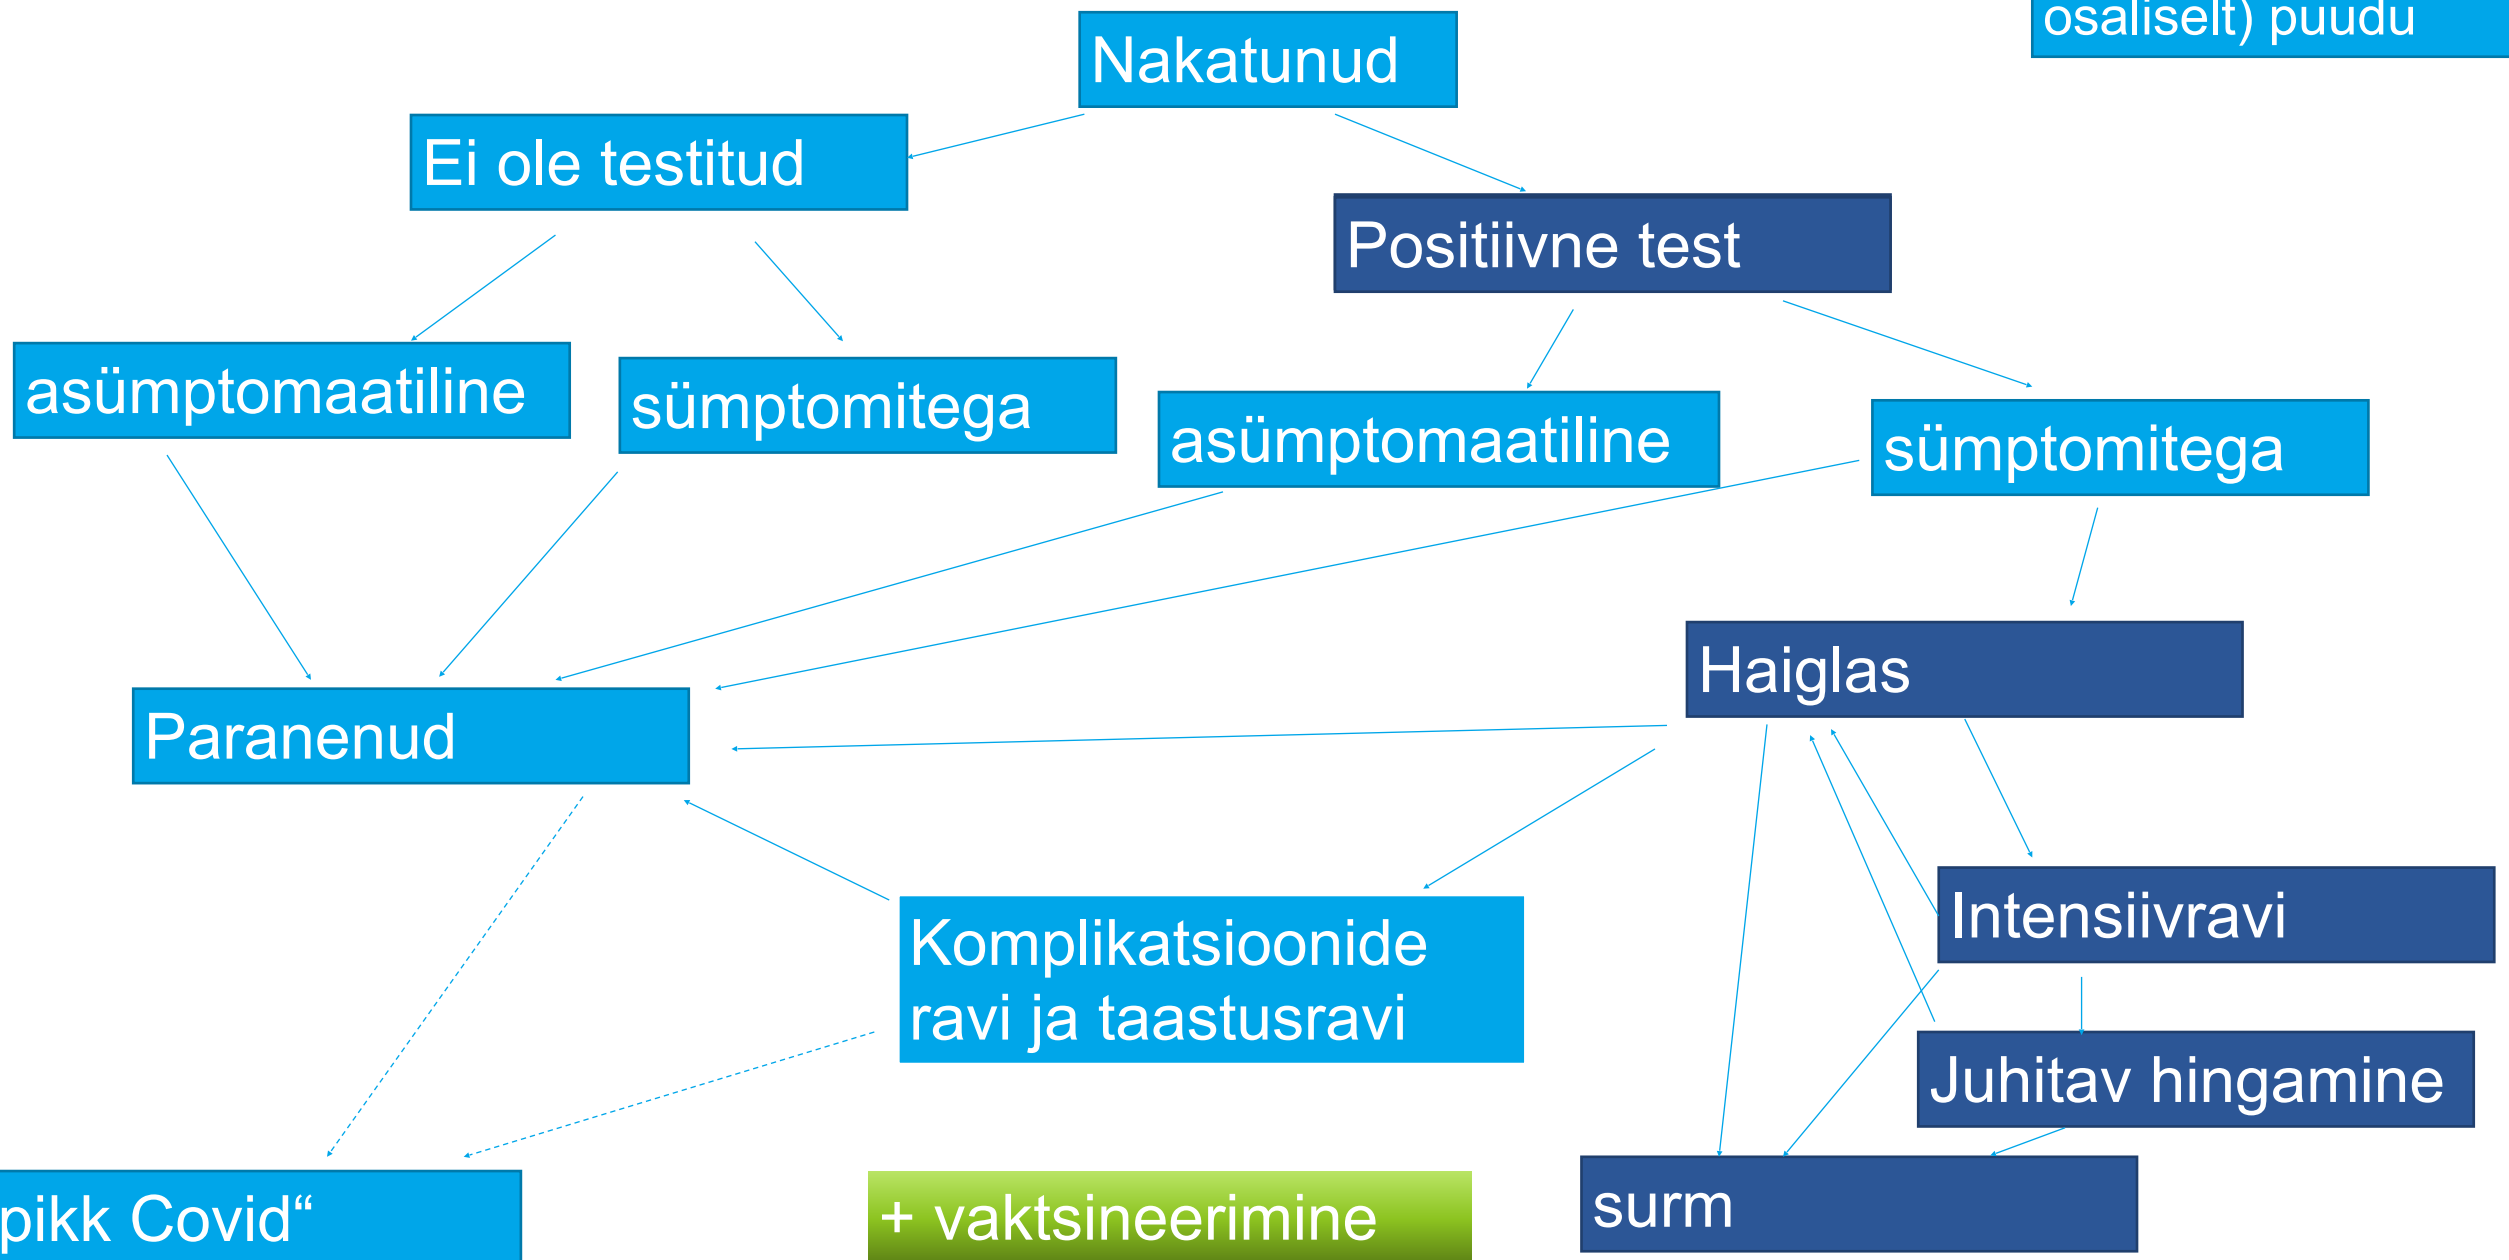 osaliselt) puudu
Nakatunud
Ei ole testitud
Positiivne test
asümptomaatiline
sümptomitega
asümptomaatiline
sümptomitega
Haiglas
Paranenud
Intensiivravi
Komplikatsioonide
ravi ja taastusravi
Juhitav hingamine
pikk Covid“
+ vaktsineerimine
surm